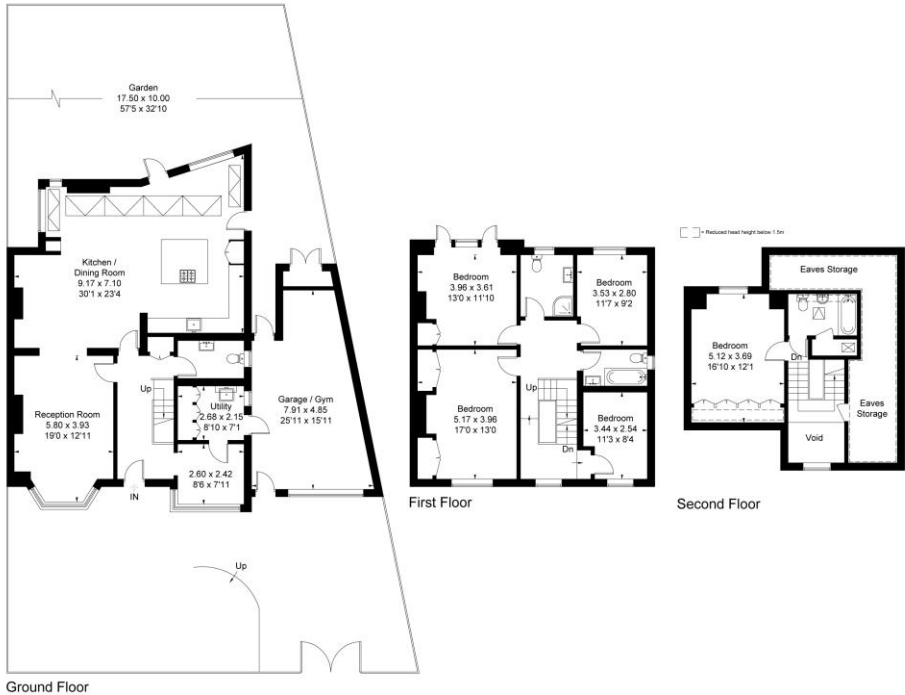 Garden
17.50 x 10.00
57'5 x 32'10
Kitchen /
Dining Room
9.17 x 7.10
30'1 x 23'4
Reception Room
5.80 x 3.93
19'0 x 12'11
Up
Utility
2.68 x 2.15
8'10 x 7'1
Garage / Gym
7.91 x 4.85
25'11 x 15'11
2.60 x 2.42
8'6 x 7'11
IN
Up
Ground Floor
Bedroom
3.96 x 3.61
13'0 x 11'10
Bedroom
3.53 x 2.80
11'7 x 9'2
Bedroom
5.17 x 3.96
17'0 x 13'0
Up
Dn
Bedroom
3.44 x 2.54
11'3 x 8'4
First Floor
= Reduced head height below 1.5m
Eaves Storage
Bedroom
5.12 x 3.69
16'10 x 12'1
Dn
Eaves
Storage
Void
Second Floor